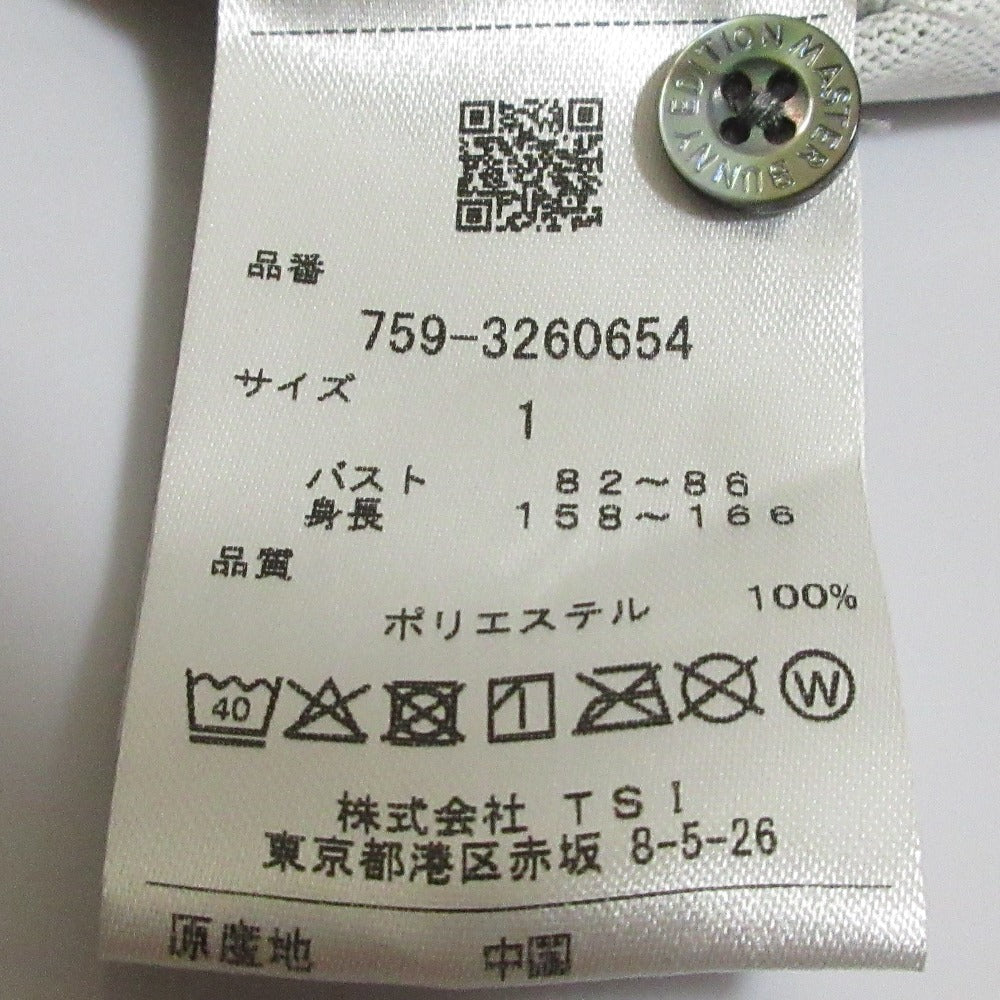 MASTER BUNNY EDITION
品番
759-3260654
サイズ
1
バスト 82～86
身長 158～166
品質
ポリエステル 100%
40 W
株式会社 TSI
東京都港区赤坂 8-5-26
原産地 中国